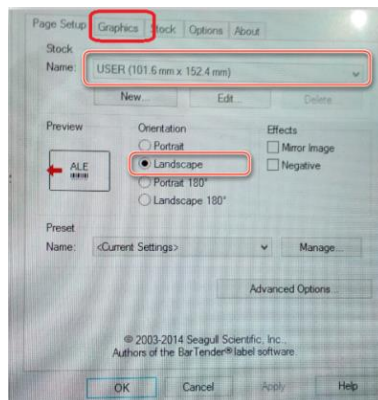 Page Setup Graphics Stock Options About
Stock
Name: USER (101.6 mm x 152.4 mm)
New... Edit... Delete
Preview Orientation Effects
Portrait Mirror Image
ALE Landscape Negative
Portrait 180°
Landscape 180°
Preset
Name: <Current Settings> Manage...
Advanced Options...
© 2003-2014 Seagull Scientific, Inc.,
Authors of the BarTender® label software
OK Cancel Apply Help